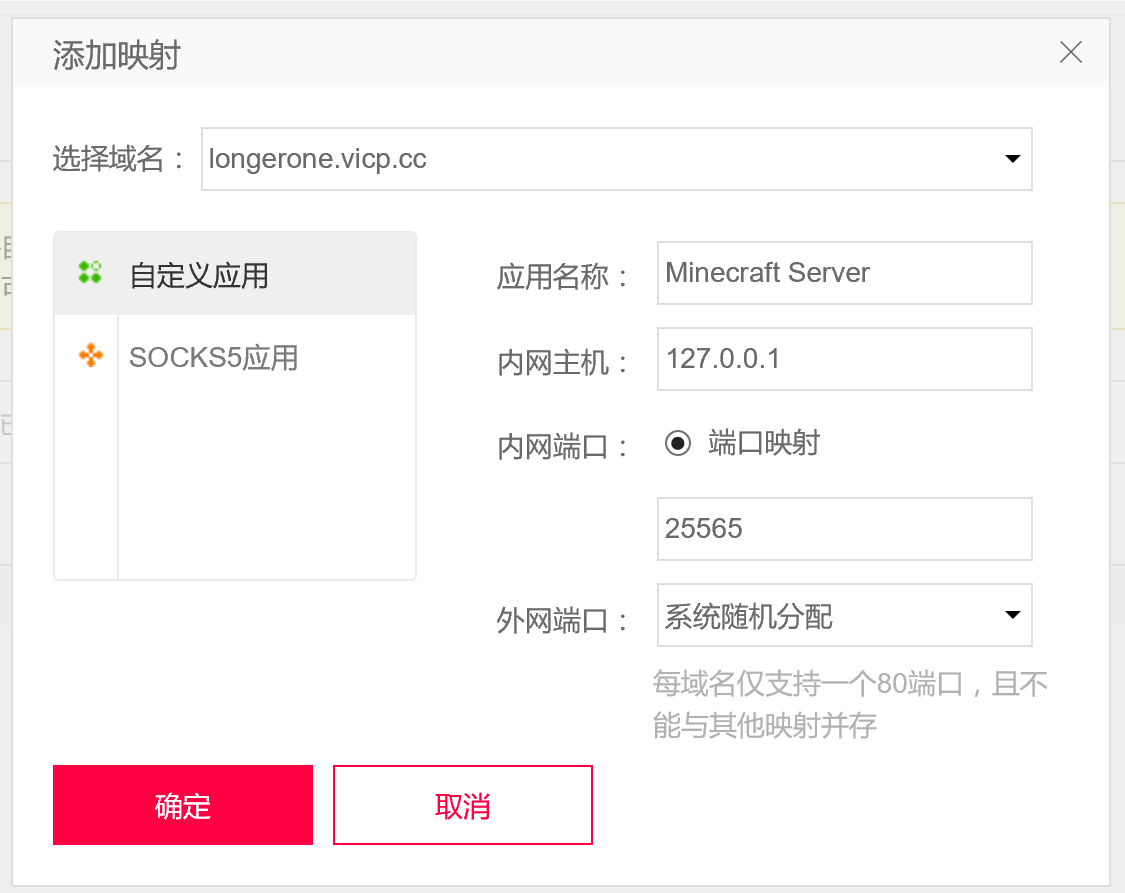 添加映射
选择域名： longerone.vicp.cc
自定义应用
SOCKS5应用
应用名称： Minecraft Server
内网主机： 127.0.0.1
内网端口： 端口映射
25565
外网端口： 系统随机分配
每域名仅支持一个80端口，且不
能与其他映射并存
确定 取消